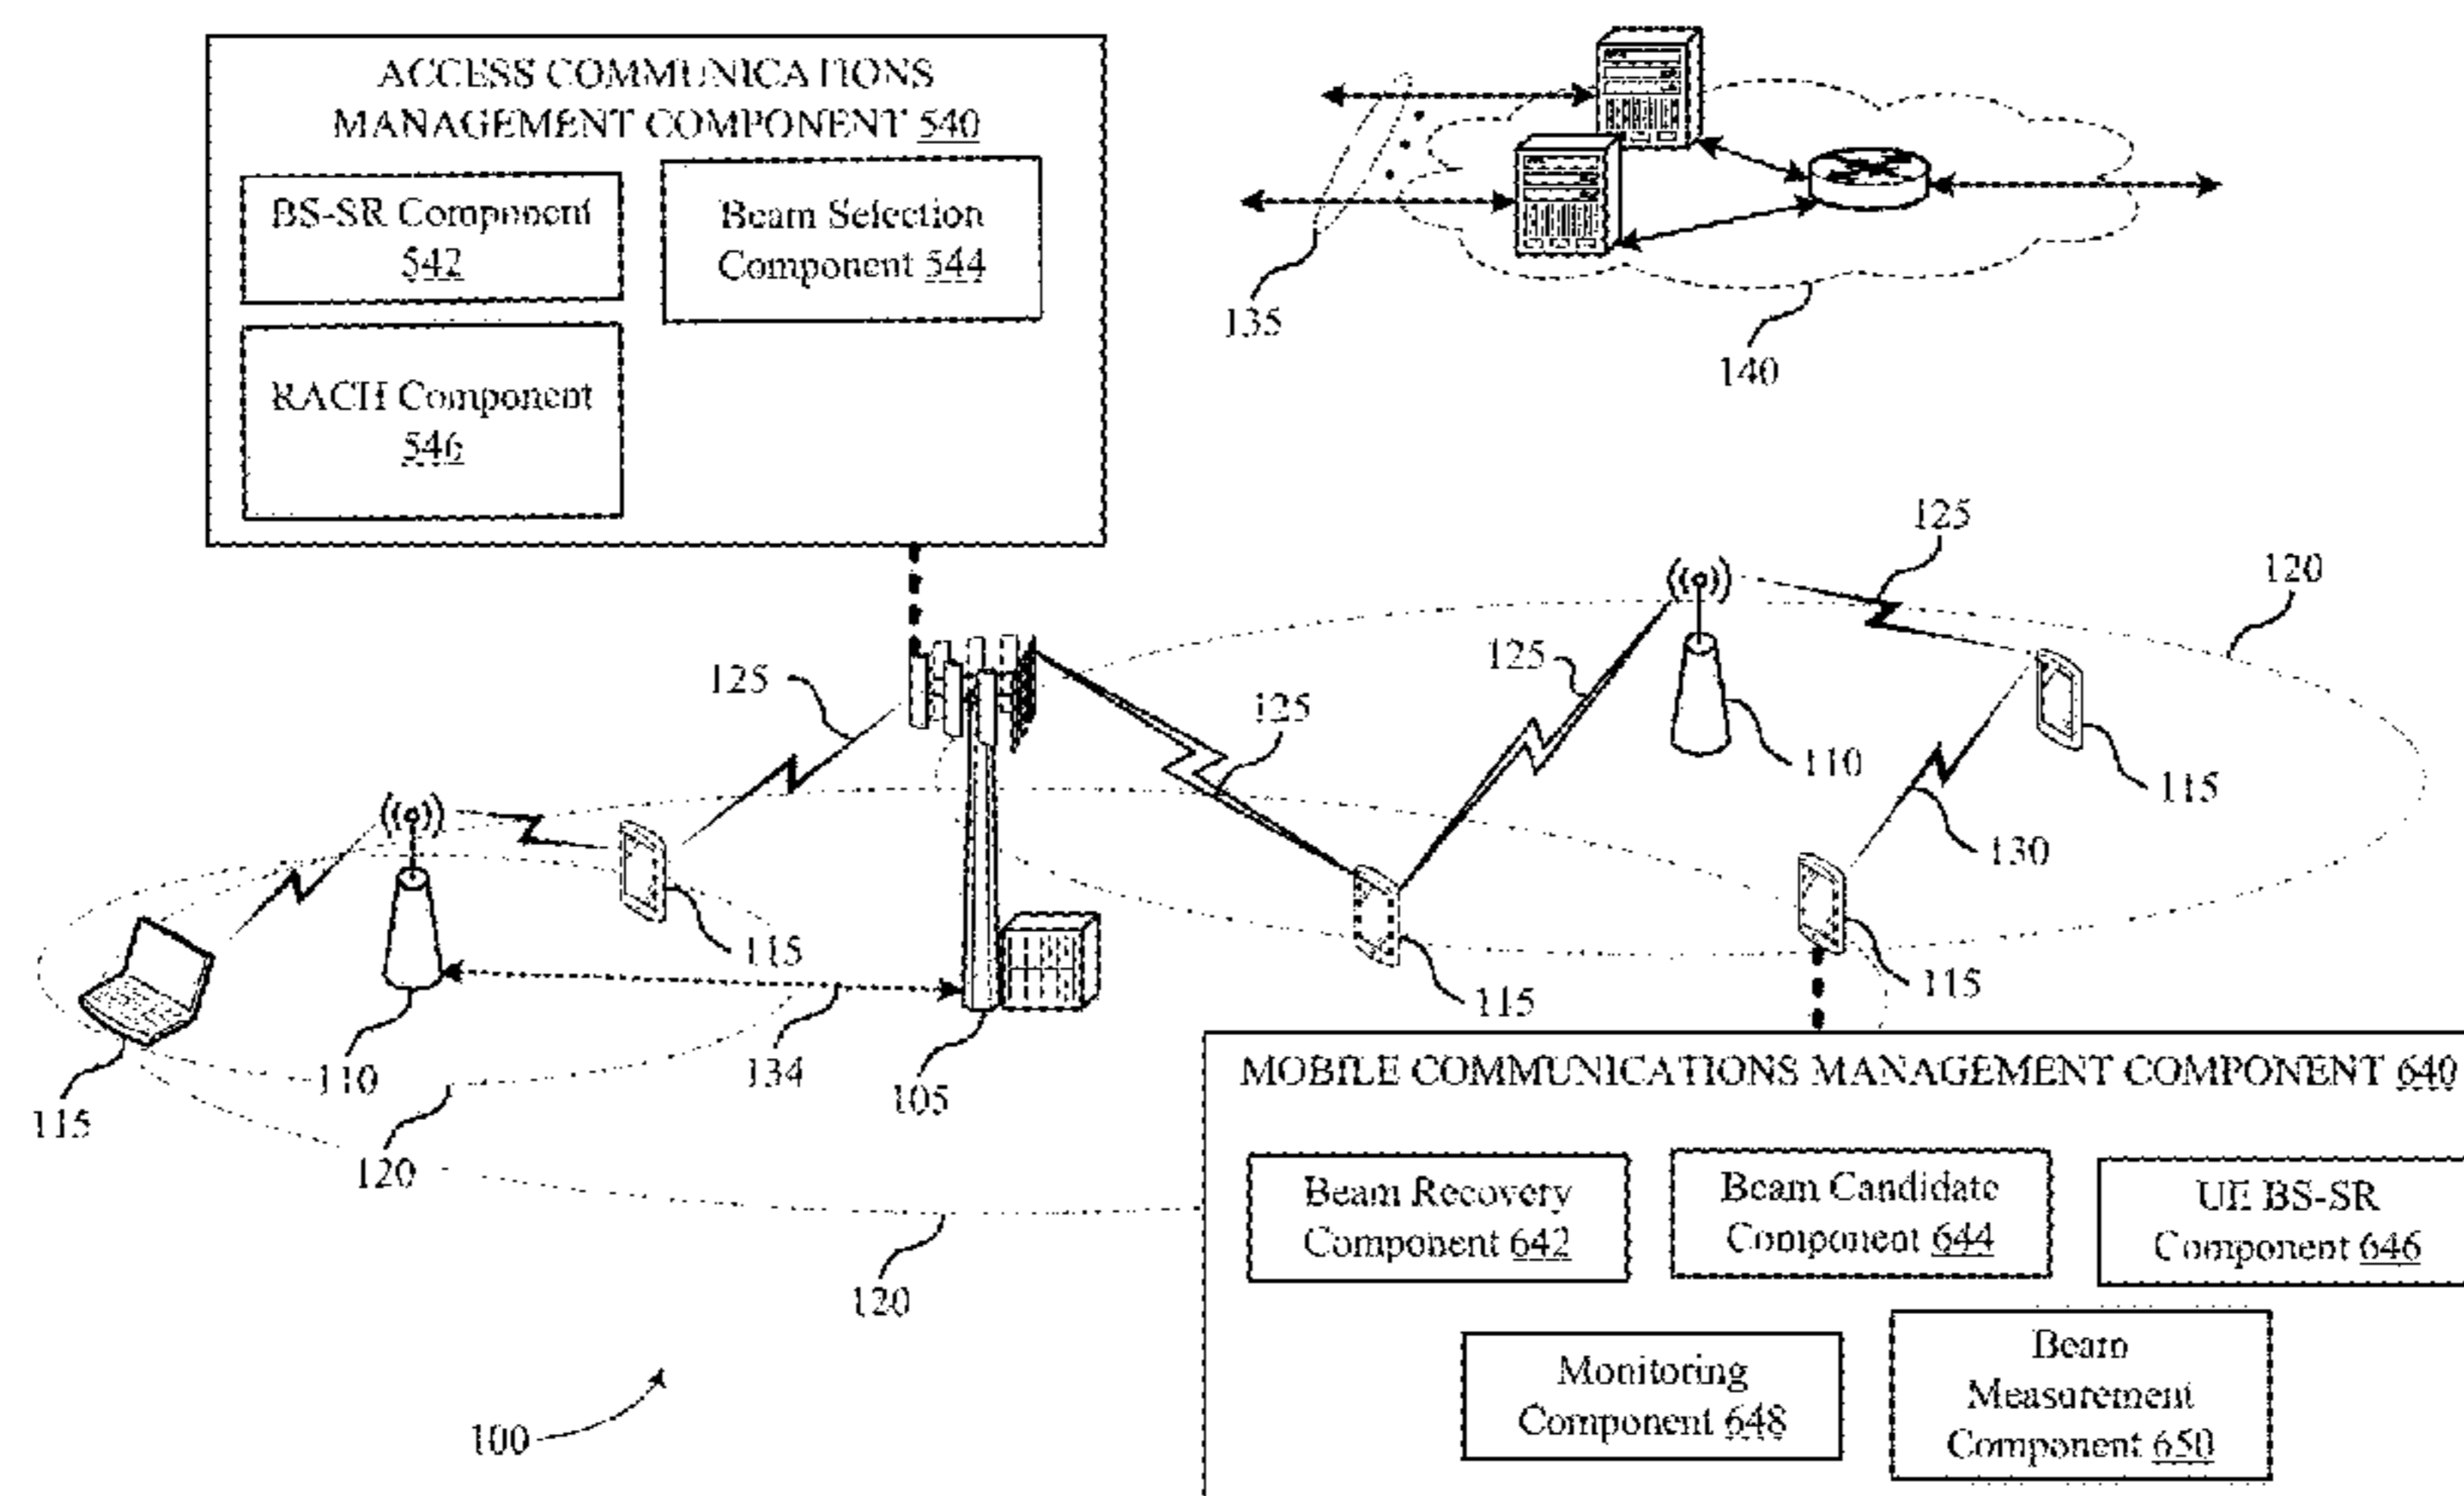 ACCESS COMMUNICATIONS
MANAGEMENT COMPONENT 540
BS-SR Component
542
Beam Selection
Component 544
RACH Component
546
135
140
125
120
125
125
125
110
115
130
115
115
115
110
134
105
115
120
120
100
MOBILE COMMUNICATIONS MANAGEMENT COMPONENT 640
Beam Recovery
Component 642
Beam Candidate
Component 644
UE BS-SR
Component 646
Monitoring
Component 648
Beam
Measurement
Component 650